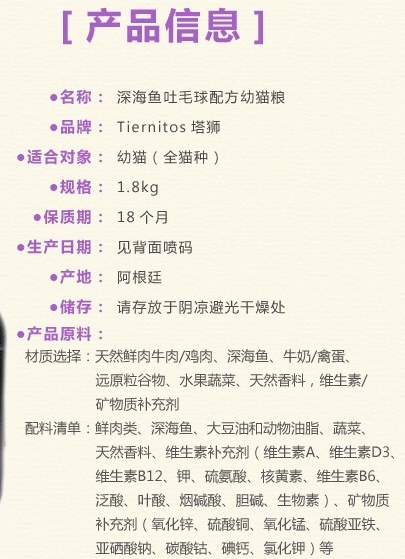 [ 产品信息 ]
●名称： 深海鱼吐毛球配方幼猫粮
●品牌： Tiernitos 塔狮
●适合对象： 幼猫（全猫种）
●规格： 1.8kg
●保质期： 18 个月
●生产日期： 见背面喷码
●产地： 阿根廷
●储存： 请存放于阴凉避光干燥处
●产品原料：
材质选择：天然鲜肉牛肉/鸡肉、深海鱼、牛奶/禽蛋、
远原粒谷物、水果蔬菜、天然香料，维生素/
矿物质补充剂
配料清单：鲜肉类、深海鱼、大豆油和动物油脂、蔬菜、
天然香料、维生素补充剂（维生素A、维生素D3、
维生素B12、钾、硫氨酸、核黄素、维生素B6、
泛酸、叶酸、烟碱酸、胆碱、生物素）、矿物质
补充剂（氧化锌、硫酸铜、氧化锰、硫酸亚铁、
亚硒酸钠、碳酸钴、碘钙、氯化钾）等